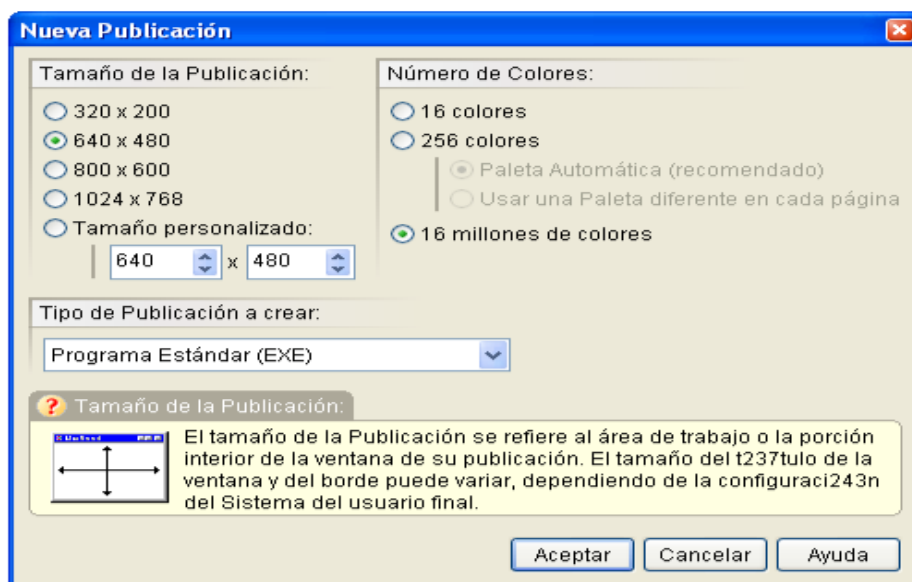 Nueva Publicación
Tamaño de la Publicación:
320 x 200
640 x 480
800 x 600
1024 x 768
Tamaño personalizado:
640 x 480
Número de Colores:
16 colores
256 colores
Paleta Automática (recomendado)
Usar una Paleta diferente en cada página
16 millones de colores
Tipo de Publicación a crear:
Programa Estándar (EXE)
? Tamaño de la Publicación:
El tamaño de la Publicación se refiere al área de trabajo o la porción
interior de la ventana de su publicación. El tamaño del t237tulo de la
ventana y del borde puede variar, dependiendo de la configuraci243n
del Sistema del usuario final.
Aceptar Cancelar Ayuda